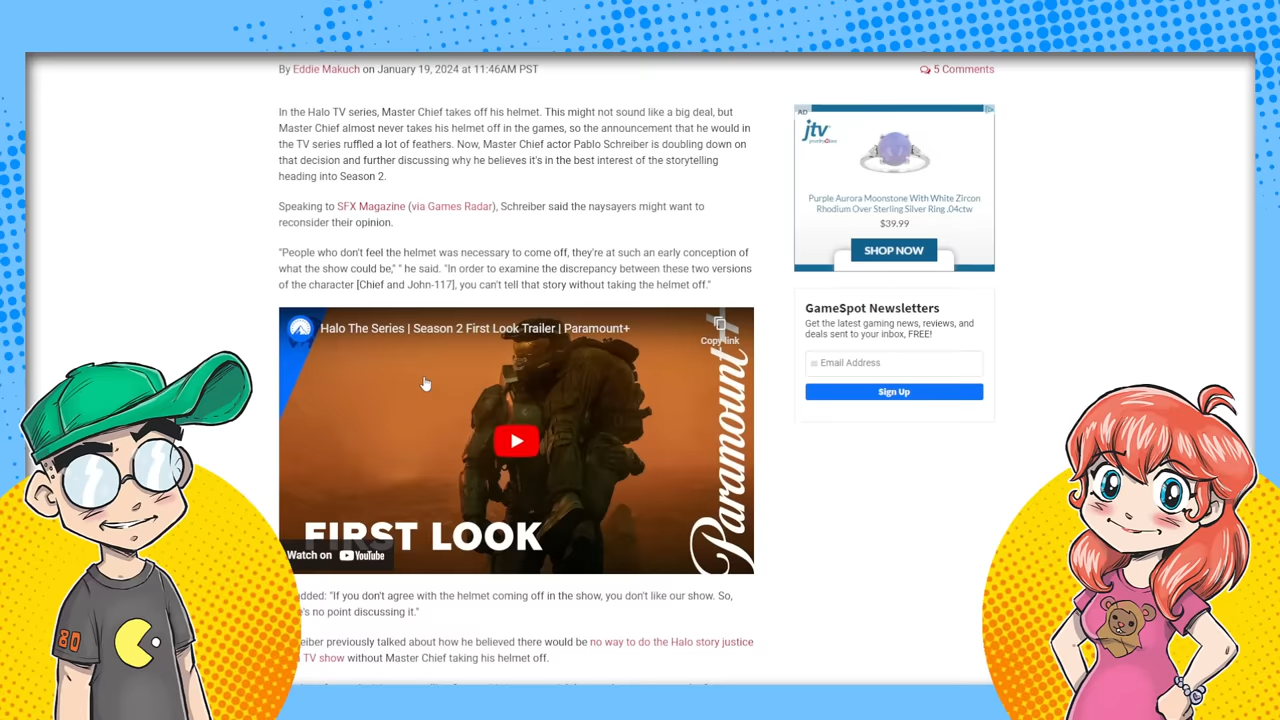 By Eddie Makuch on January 19, 2024 at 11:46AM PST
5 Comments
In the Halo TV series, Master Chief takes off his helmet. This might not sound like a big deal, but
Master Chief almost never takes his helmet off in the games, so the announcement that he would in
the TV series ruffled a lot of feathers. Now, Master Chief actor Pablo Schreiber is doubling down on
that decision and further discussing why he believes it's in the best interest of the storytelling
heading into Season 2.
Speaking to SFX Magazine (via Games Radar), Schreiber said the naysayers might want to
reconsider their opinion.
"People who don't feel the helmet was necessary to come off, they're at such an early conception of
what the show could be," " he said. "In order to examine the discrepancy between these two versions
of the character [Chief and John-117], you can't tell that story without taking the helmet off."
Halo The Series | Season 2 First Look Trailer | Paramount+
Copy link
Paramount+
FIRST LOOK
Watch on YouTube
added: "If you don't agree with the helmet coming off in the show, you don't like our show. So,
no point discussing it."
previously talked about how he believed there would be no way to do the Halo story justice
TV show without Master Chief taking his helmet off.
AD
jtv
Purple Aurora Moonstone With White Zircon
Rhodium Over Sterling Silver Ring .04ctw
$39.99
SHOP NOW
GameSpot Newsletters
Get the latest gaming news, reviews, and
deals sent to your inbox, FREE!
Email Address
Sign Up
80